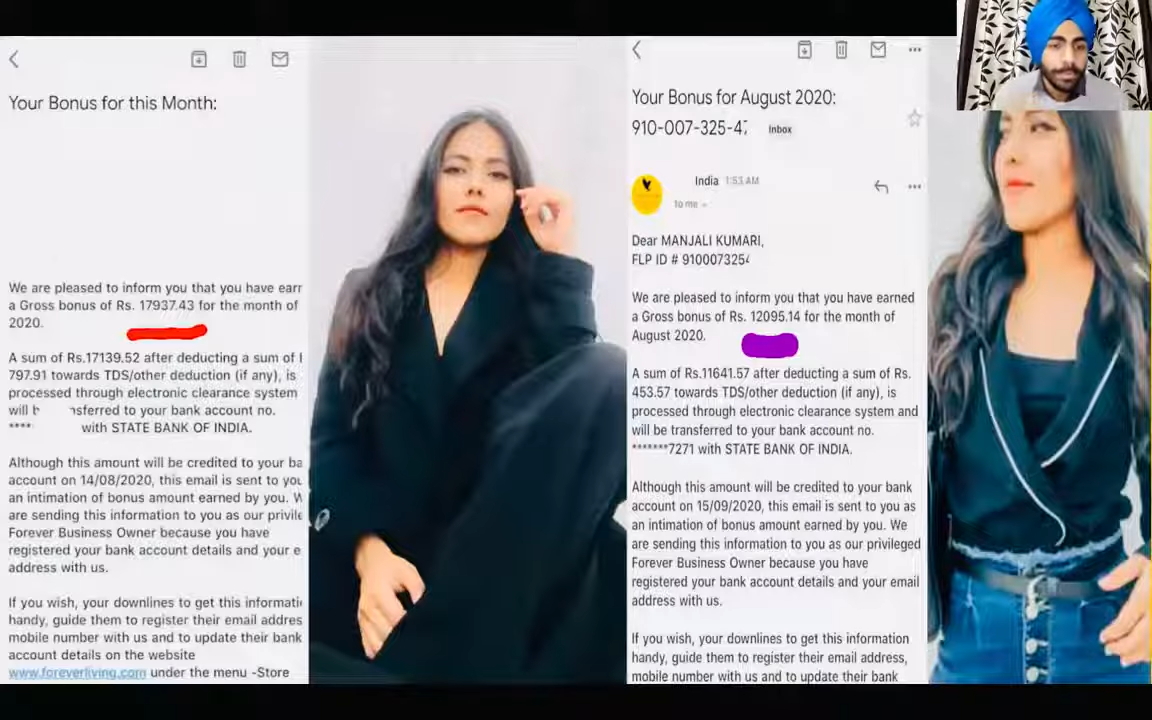 Your Bonus for this Month:
We are pleased to inform you that you have earr
a Gross bonus of Rs. 17937.43 for the month of
2020.
A sum of Rs.17139.52 after deducting a sum of
797.91 towards TDS/other deduction (if any), is
processed through electronic clearance system
will sferred to your bank account no.
**** with STATE BANK OF INDIA.
Although this amount will be credited to your ba
account on 14/08/2020, this email is sent to you
an intimation of bonus amount earned by you. W
are sending this information to you as our privile
Forever Business Owner because you have
registered your bank account details and your e
address with us.
If you wish, your downlines to get this informati
handy, guide them to register their email addres
mobile number with us and to update their bank
account details on the website
www.foreverliving.com under the menu -Store
Your Bonus for August 2020:
910-007-325-47 Inbox
India 1:53 AM
to me
Dear MANJALI KUMARI,
FLP ID # 910007325
We are pleased to inform you that you have earned
a Gross bonus of Rs. 12095.14 for the month of
August 2020.
A sum of Rs.11641.57 after deducting a sum of Rs.
453.57 towards TDS/other deduction (if any), is
processed through electronic clearance system and
will be transferred to your bank account no.
*******7271 with STATE BANK OF INDIA.
Although this amount will be credited to your bank
account on 15/09/2020, this email is sent to you as
an intimation of bonus amount earned by you. We
are sending this information to you as our privileged
Forever Business Owner because you have
registered your bank account details and your email
address with us.
If you wish, your downlines to get this information
handy, guide them to register their email address,
mobile number with us and to update their bank